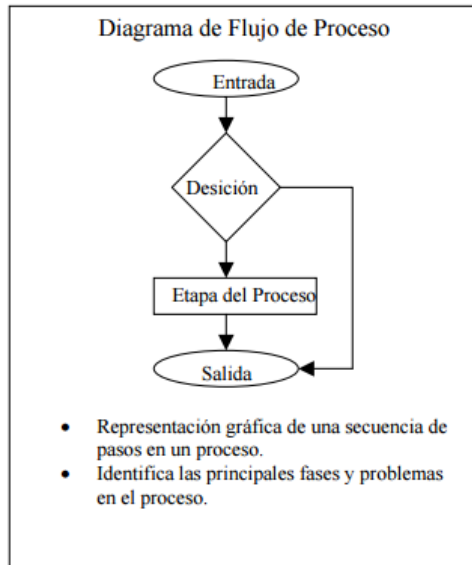 Diagrama de Flujo de Proceso
Entrada
Desición
Etapa del Proceso
Salida
• Representación gráfica de una secuencia de
pasos en un proceso.
• Identifica las principales fases y problemas
en el proceso.